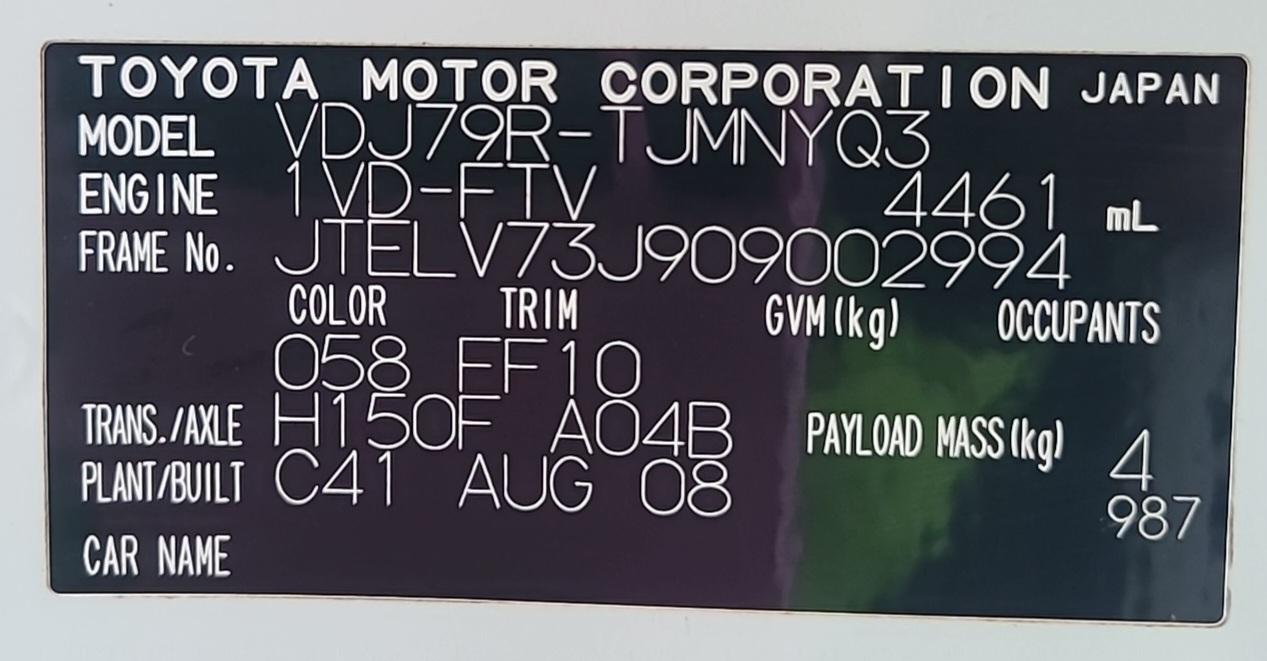 TOYOTA MOTOR CORPORATION JAPAN
MODEL VDJ79R-TJMNYQ3
ENGINE 1VD-FTV 4461 mL
FRAME No. JTELV73J909002994
COLOR TRIM GVM(kg) OCCUPANTS
058 FF10
TRANS./AXLE H150F A04B PAYLOAD MASS(kg) 4
PLANT/BUILT C41 AUG 08 987
CAR NAME